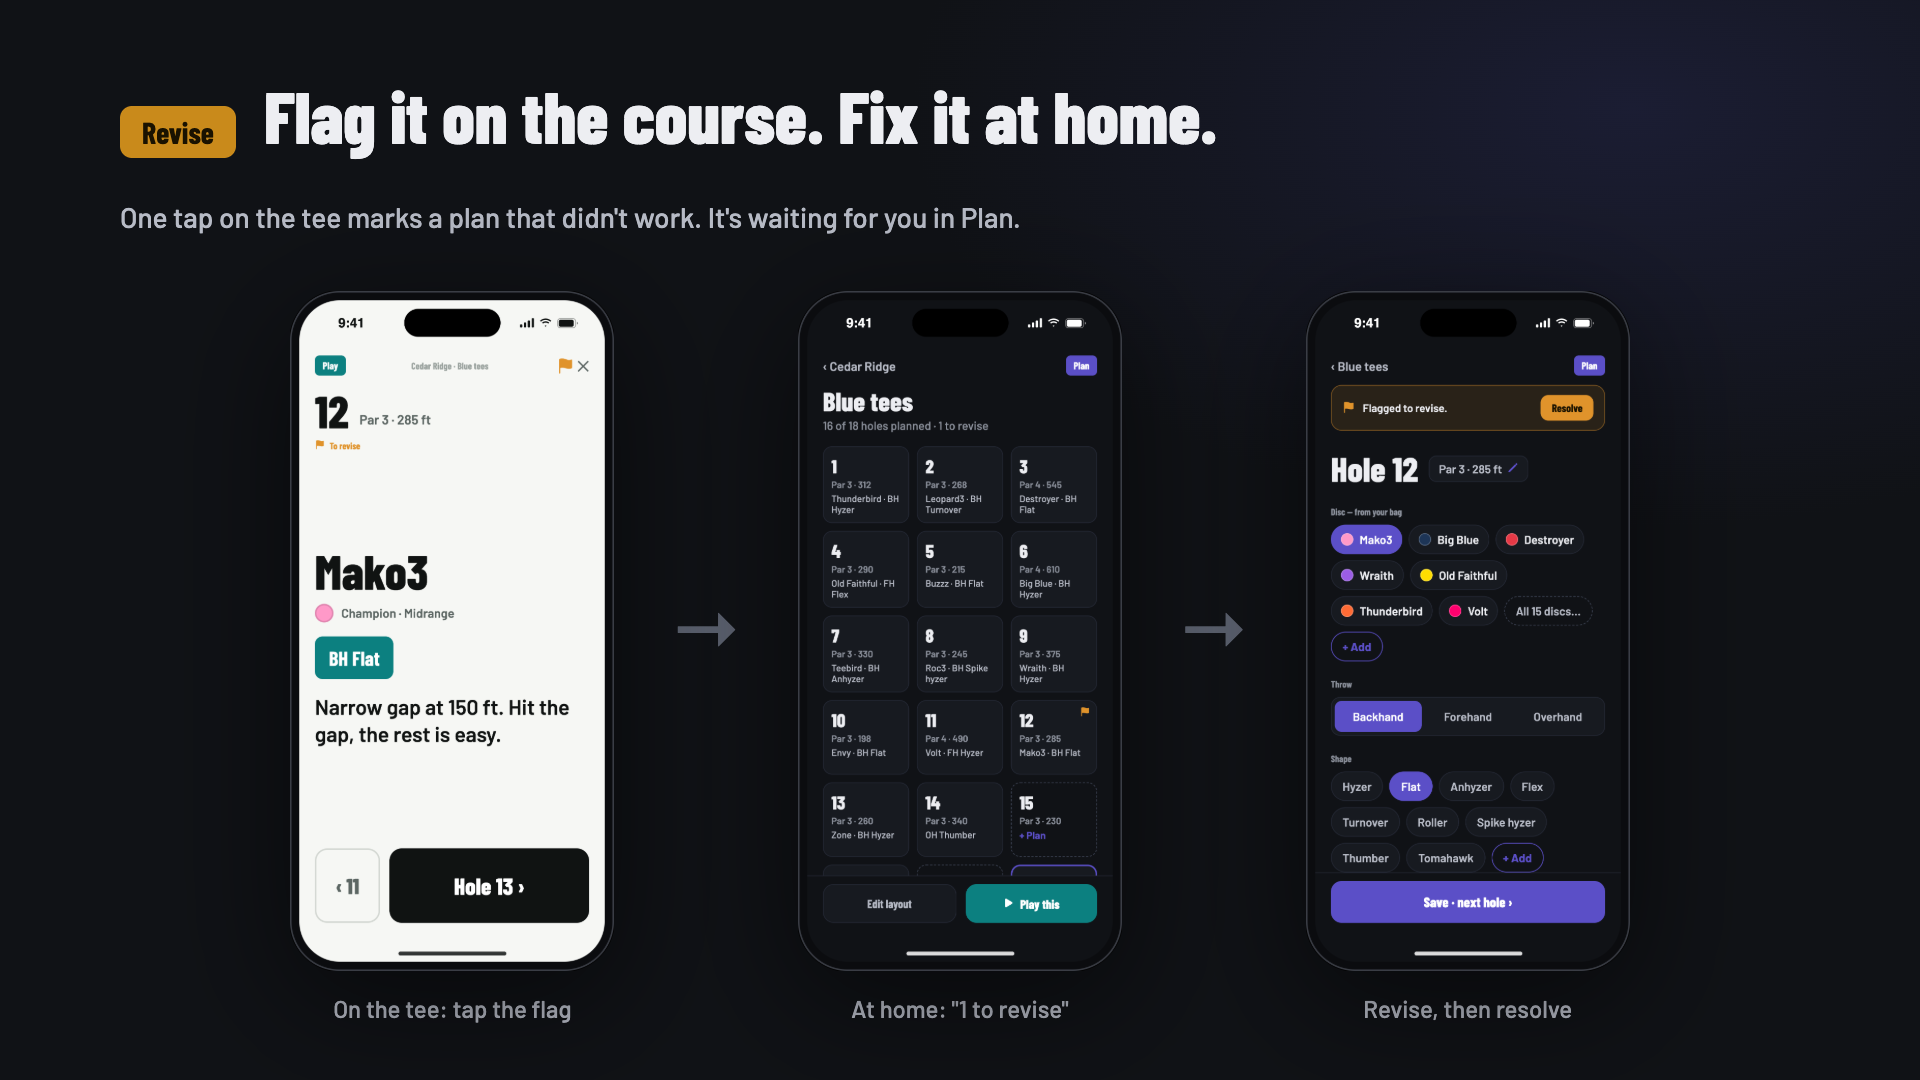 Revise
Flag it on the course. Fix it at home.
One tap on the tee marks a plan that didn't work. It's waiting for you in Plan.
9:41
Play
Cedar Ridge · Blue tees
12
Par 3 · 285 ft
To revise
Mako3
Champion · Midrange
BH Flat
Narrow gap at 150 ft. Hit the
gap, the rest is easy.
‹ 11
Hole 13 ›
On the tee: tap the flag
9:41
‹ Cedar Ridge
Plan
Blue tees
16 of 18 holes planned · 1 to revise
1
Par 3 · 312
Thunderbird · BH
Hyzer
2
Par 3 · 268
Leopard3 · BH
Turnover
3
Par 4 · 545
Destroyer · BH
Flat
4
Par 3 · 290
Old Faithful · FH
Flex
5
Par 3 · 215
Buzzz · BH Flat
6
Par 4 · 610
Big Blue · BH
Hyzer
7
Par 3 · 330
Teebird · BH
Anhyzer
8
Par 3 · 245
Roc3 · BH Spike
hyzer
9
Par 3 · 375
Wraith · BH
Hyzer
10
Par 3 · 198
Envy · BH Flat
11
Par 4 · 490
Volt · FH Hyzer
12
Par 3 · 285
Mako3 · BH Flat
13
Par 3 · 260
Zone · BH Hyzer
14
Par 3 · 340
OH Thumber
15
Par 3 · 230
+ Plan
Edit layout
Play this
At home: "1 to revise"
9:41
‹ Blue tees
Plan
Flagged to revise.
Resolve
Hole 12
Par 3 · 285 ft
Disc — from your bag
Mako3
Big Blue
Destroyer
Wraith
Old Faithful
Thunderbird
Volt
All 15 discs...
+ Add
Throw
Backhand
Forehand
Overhand
Shape
Hyzer
Flat
Anhyzer
Flex
Turnover
Roller
Spike hyzer
Thumber
Tomahawk
+ Add
Save · next hole ›
Revise, then resolve